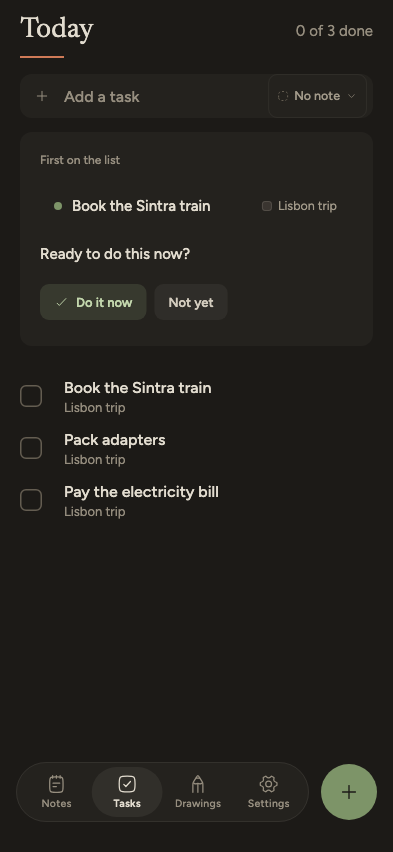 Today
0 of 3 done
Add a task
No note
First on the list
Book the Sintra train
Lisbon trip
Ready to do this now?
Do it now
Not yet
Book the Sintra train
Lisbon trip
Pack adapters
Lisbon trip
Pay the electricity bill
Lisbon trip
Notes
Tasks
Drawings
Settings